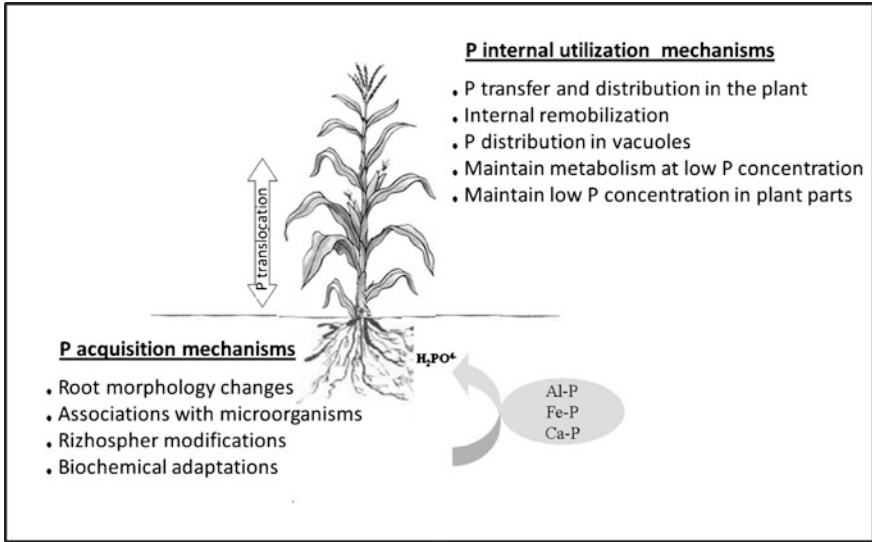 P internal utilization mechanisms
• P transfer and distribution in the plant
• Internal remobilization
• P distribution in vacuoles
• Maintain metabolism at low P concentration
• Maintain low P concentration in plant parts
P translocation
P acquisition mechanisms
• Root morphology changes
• Associations with microorganisms
• Rizhospher modifications
• Biochemical adaptations
H₂PO⁴⁻
Al-P
Fe-P
Ca-P